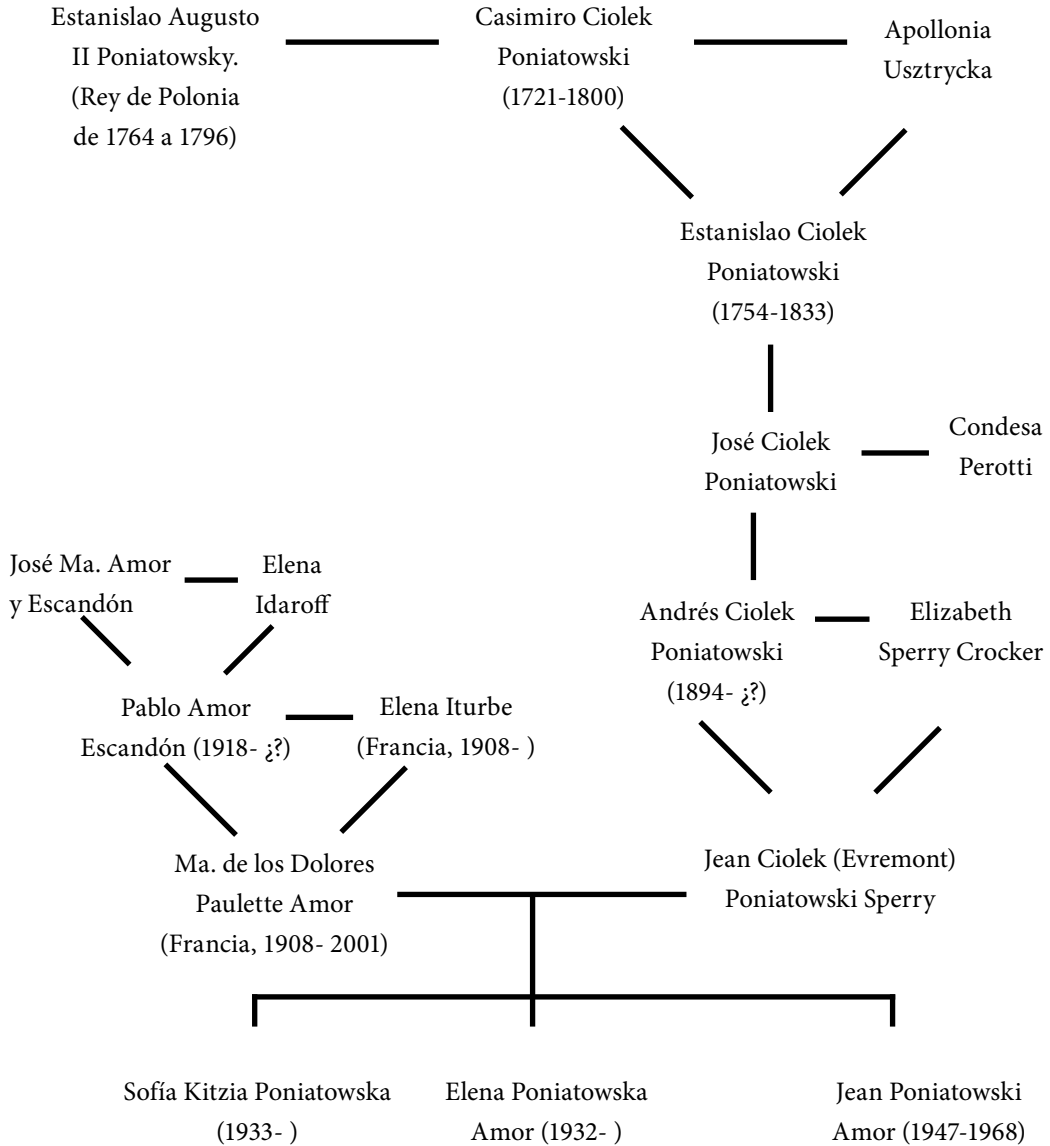 Estanislao Augusto
II Poniatowsky.
(Rey de Polonia
de 1764 a 1796)
Casimiro Ciolek
Poniatowski
(1721-1800)
Apollonia
Usztrycka
Estanislao Ciolek
Poniatowski
(1754-1833)
José Ciolek
Poniatowski
Condesa
Perotti
José Ma. Amor
y Escandón
Elena
Idaroff
Andrés Ciolek
Poniatowski
(1894- ¿?)
Elizabeth
Sperry Crocker
Pablo Amor
Escandón (1918- ¿?)
Elena Iturbe
(Francia, 1908- )
Ma. de los Dolores
Paulette Amor
(Francia, 1908- 2001)
Jean Ciolek (Evremont)
Poniatowski Sperry
Sofía Kitzia Poniatowska
(1933- )
Elena Poniatowska
Amor (1932- )
Jean Poniatowski
Amor (1947-1968)